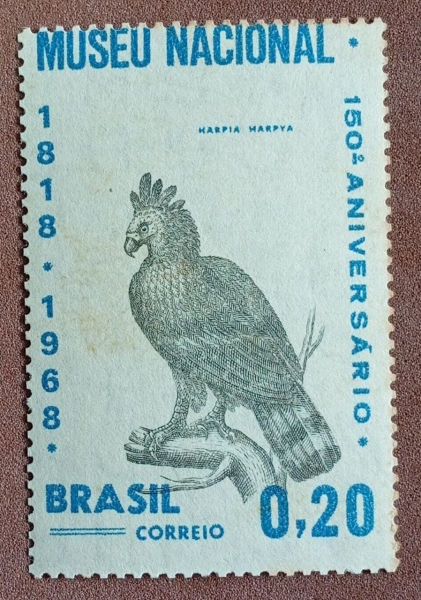 MUSEU NACIONAL *
1818 * 1968 *
150º ANIVERSÁRIO *
HARPIA HARPYA
BRASIL
CORREIO
0,20